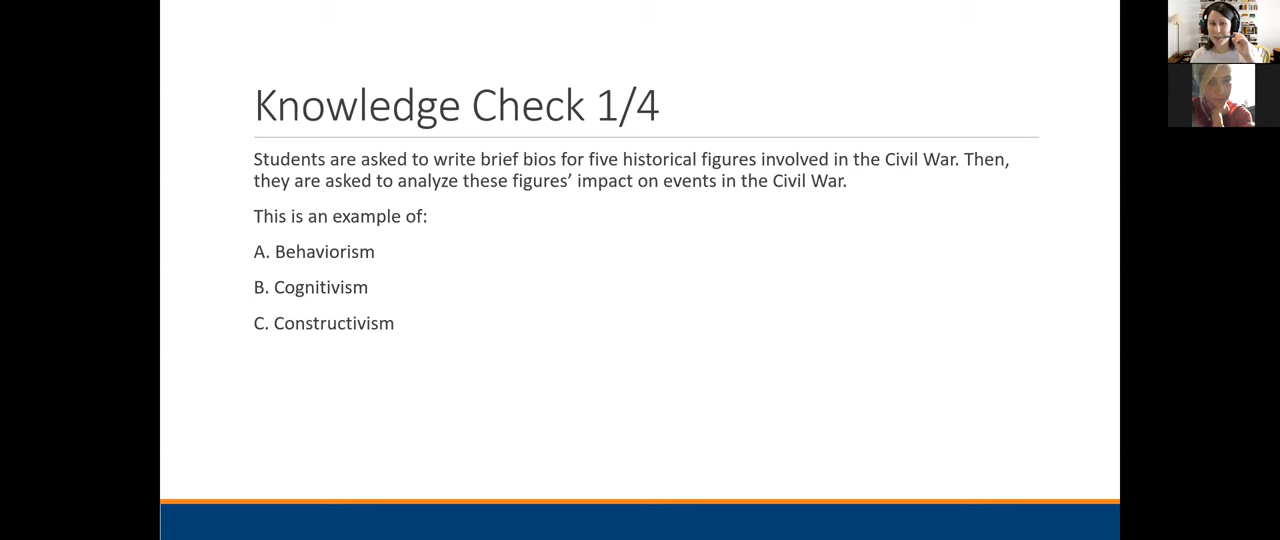 Knowledge Check 1/4
Students are asked to write brief bios for five historical figures involved in the Civil War. Then,
they are asked to analyze these figures’ impact on events in the Civil War.
This is an example of:
A. Behaviorism
B. Cognitivism
C. Constructivism